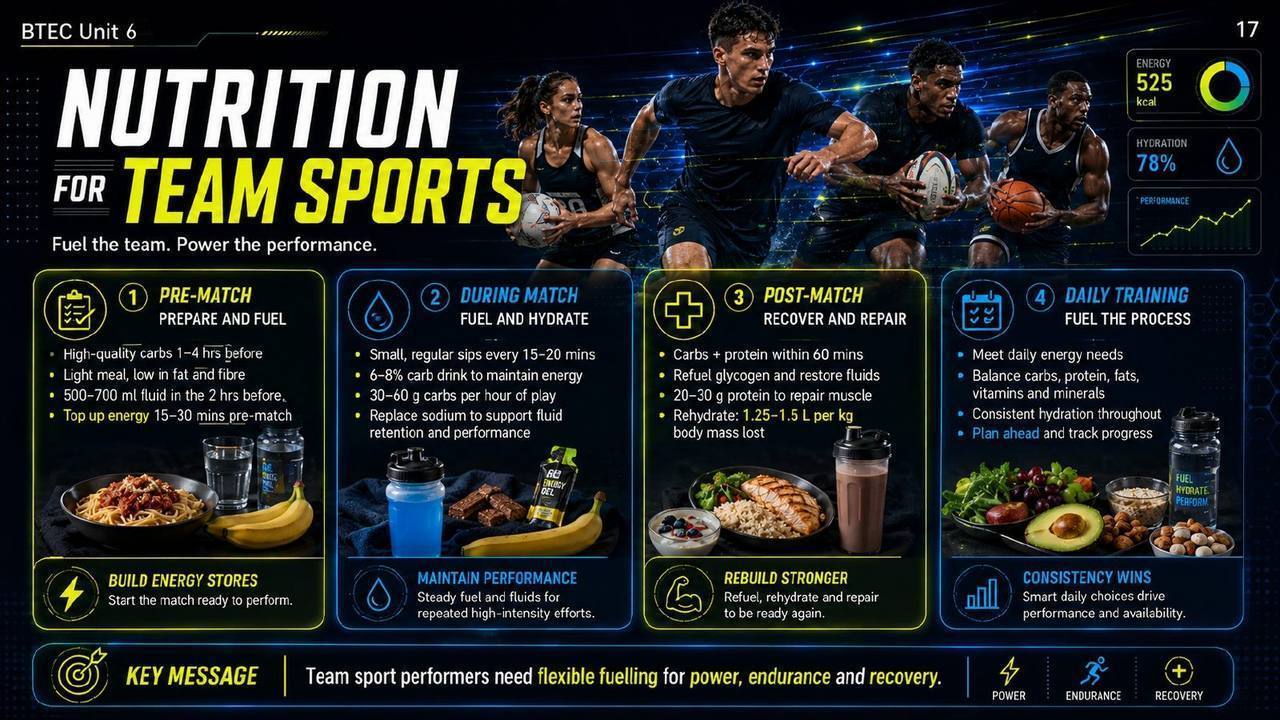 BTEC Unit 6
17
NUTRITION
FOR TEAM SPORTS
Fuel the team. Power the performance.
ENERGY
525
kcal
HYDRATION
78%
PERFORMANCE
1 PRE-MATCH
PREPARE AND FUEL
• High-quality carbs 1–4 hrs before
• Light meal, low in fat and fibre
• 500–700 ml fluid in the 2 hrs before.
• Top up energy 15–30 mins pre-match
BUILD ENERGY STORES
Start the match ready to perform.
2 DURING MATCH
FUEL AND HYDRATE
• Small, regular sips every 15–20 mins
• 6–8% carb drink to maintain energy
• 30–60 g carbs per hour of play
• Replace sodium to support fluid
retention and performance
ENERGY
GEL
MAINTAIN PERFORMANCE
Steady fuel and fluids for
repeated high-intensity efforts.
3 POST-MATCH
RECOVER AND REPAIR
• Carbs + protein within 60 mins
• Refuel glycogen and restore fluids
• 20–30 g protein to repair muscle
• Rehydrate: 1.25–1.5 L per kg
body mass lost
REBUILD STRONGER
Refuel, rehydrate and repair
to be ready again.
4 DAILY TRAINING
FUEL THE PROCESS
• Meet daily energy needs
• Balance carbs, protein, fats,
vitamins and minerals
• Consistent hydration throughout
• Plan ahead and track progress
FUEL
HYDRATE
PERFORM
CONSISTENCY WINS
Smart daily choices drive
performance and availability.
KEY MESSAGE
Team sport performers need flexible fuelling for power, endurance and recovery.
POWER
ENDURANCE
RECOVERY